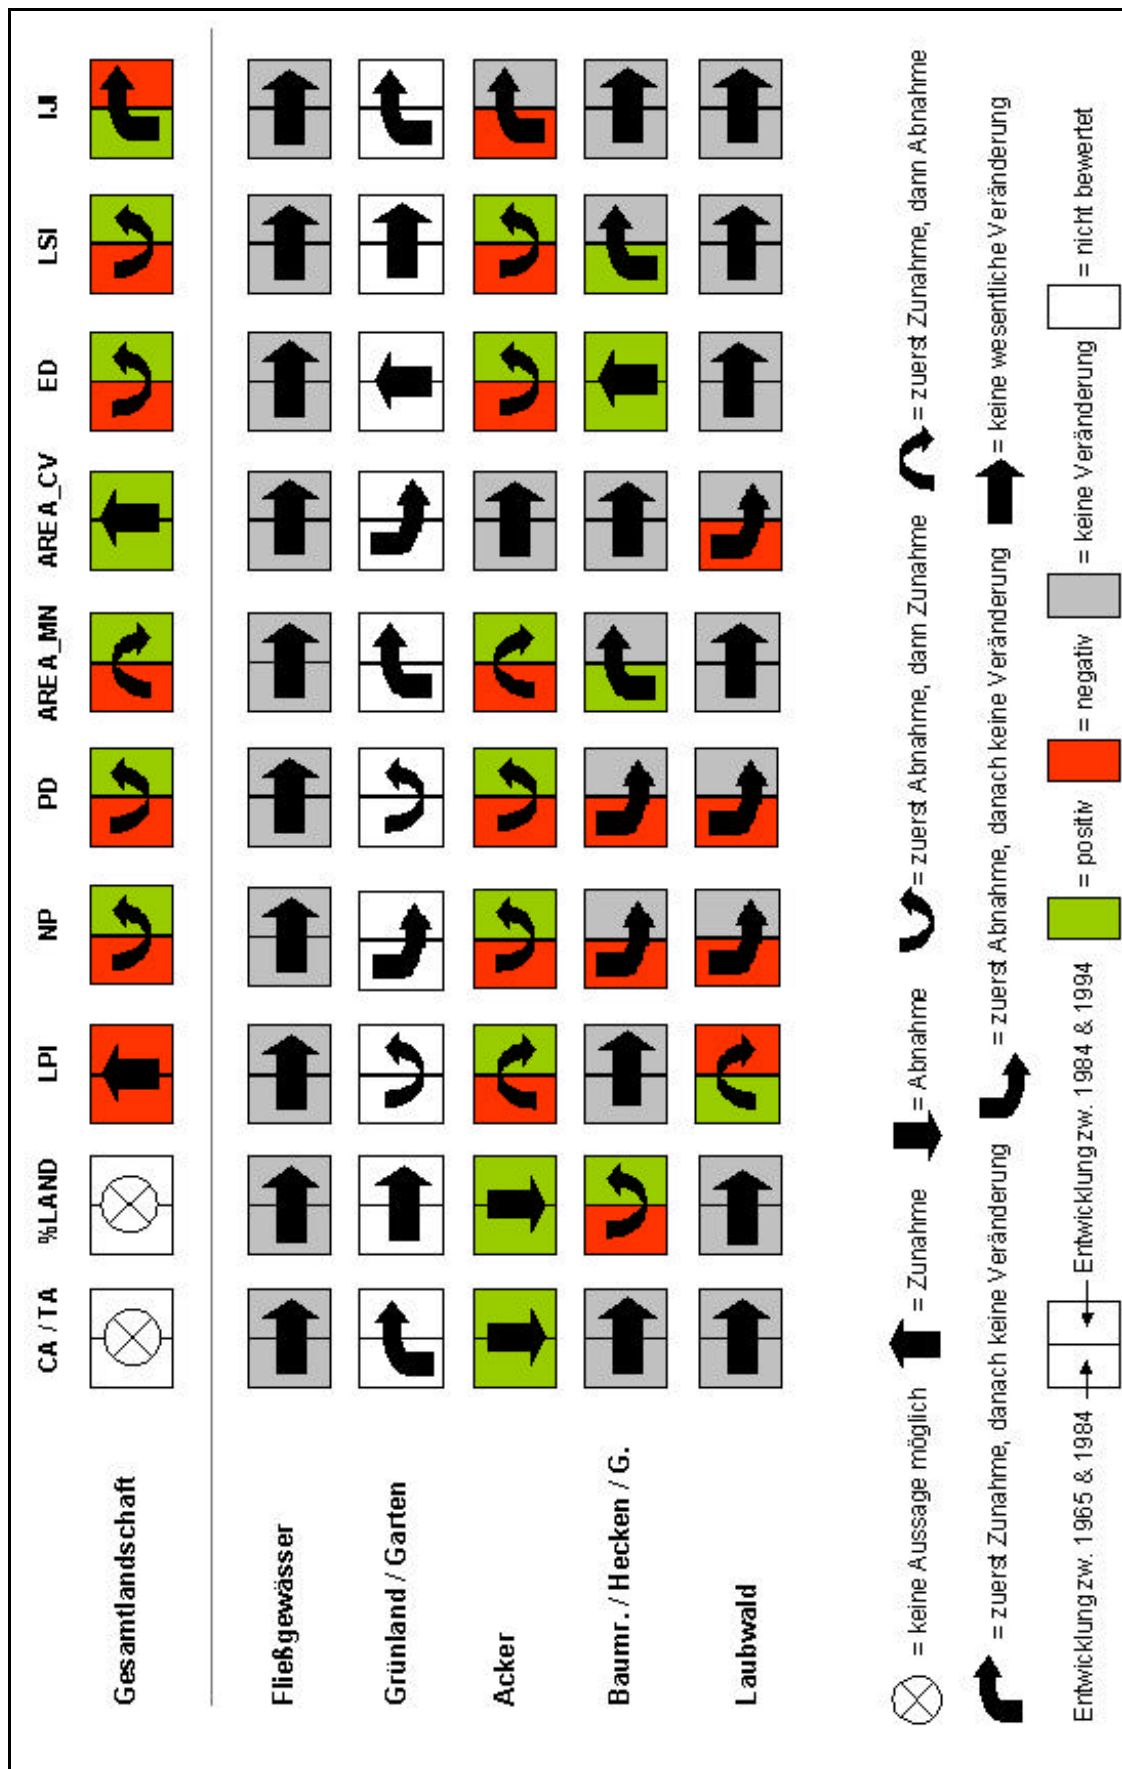 CA / TA %LAND LPI NP PD AREA_MN AREA_CV ED LSI IJI
Gesamtlandschaft
Fließgewässer
Grünland / Garten
Acker
Baumr. / Hecken / G.
Laubwald
= keine Aussage möglich = Zunahme = Abnahme = zuerst Abnahme, dann Zunahme = zuerst Zunahme, dann Abnahme
= zuerst Zunahme, danach keine Veränderung = zuerst Abnahme, danach keine Veränderung = keine wesentliche Veränderung
Entwicklung zw. 1965 & 1984 Entwicklung zw. 1984 & 1994 = positiv = negativ = keine Veränderung = nicht bewertet